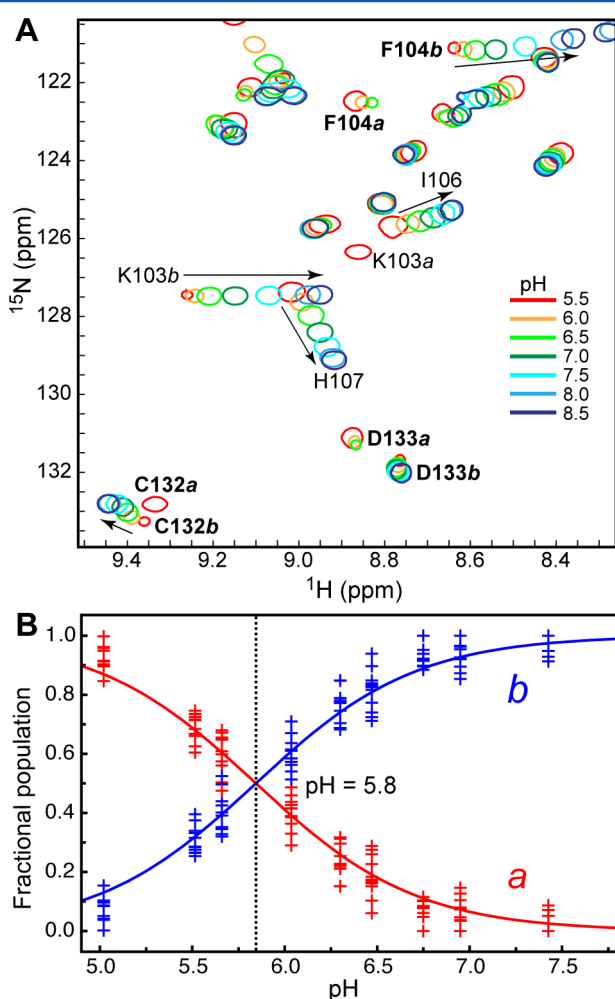 A
F104b
122
F104a
124
I106
126
K103a
K103b
pH
5.5
128
6.0
6.5
7.0
H107
7.5
130
8.0
8.5
D133a
132
D133b
C132a
C132b
15N (ppm)
9.4 9.2 9.0 8.8 8.6 8.4
1H (ppm)
B
1.0
0.8
b
0.6
pH = 5.8
0.4
0.2
a
0.0
Fractional population
5.0 5.5 6.0 6.5 7.0 7.5
pH